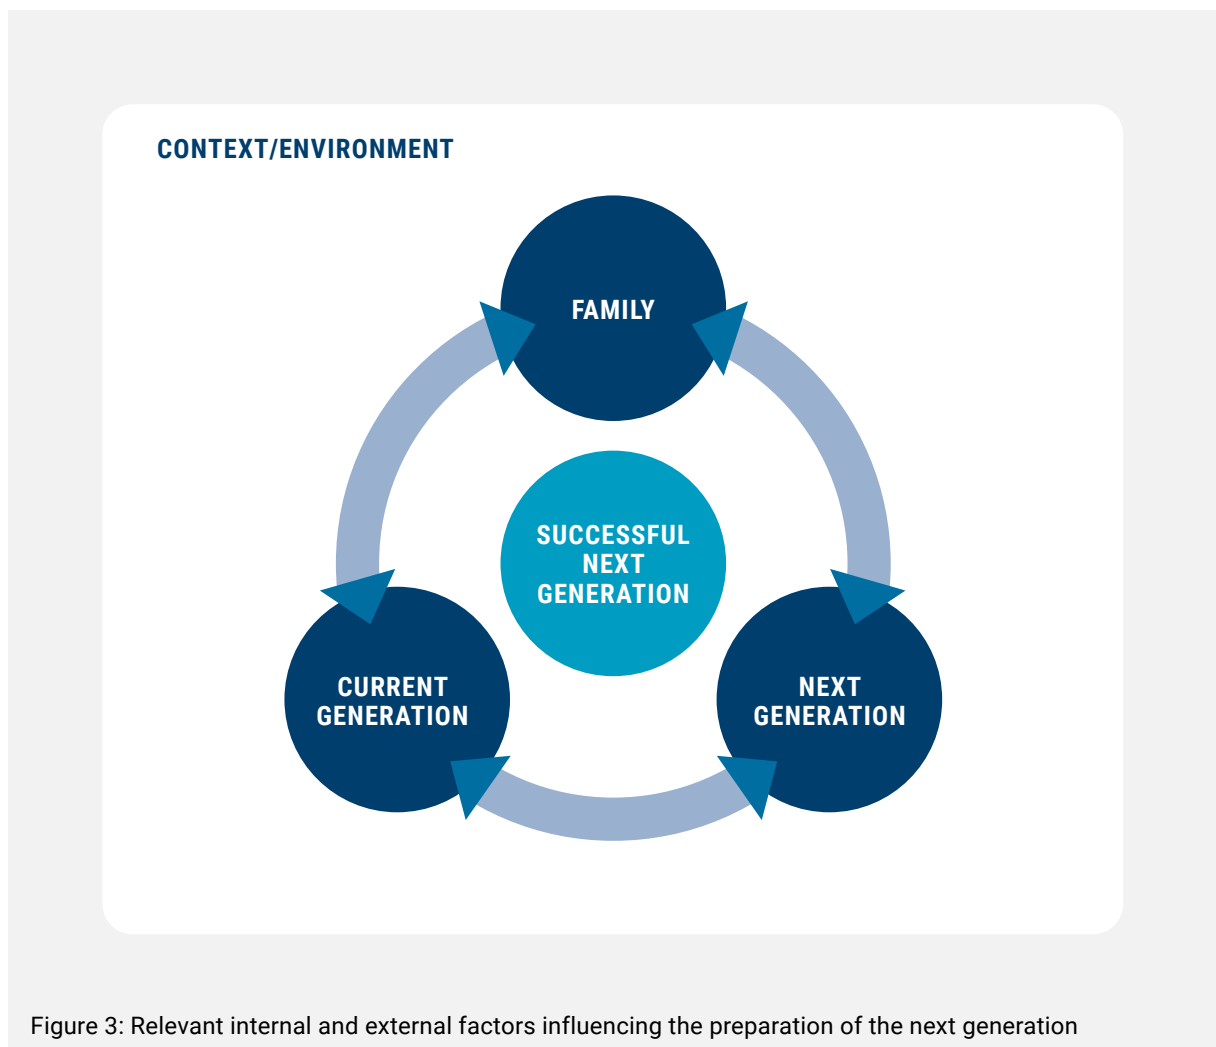 CONTEXT/ENVIRONMENT
FAMILY
SUCCESSFUL
NEXT
GENERATION
CURRENT
GENERATION
NEXT
GENERATION
Figure 3: Relevant internal and external factors influencing the preparation of the next generation